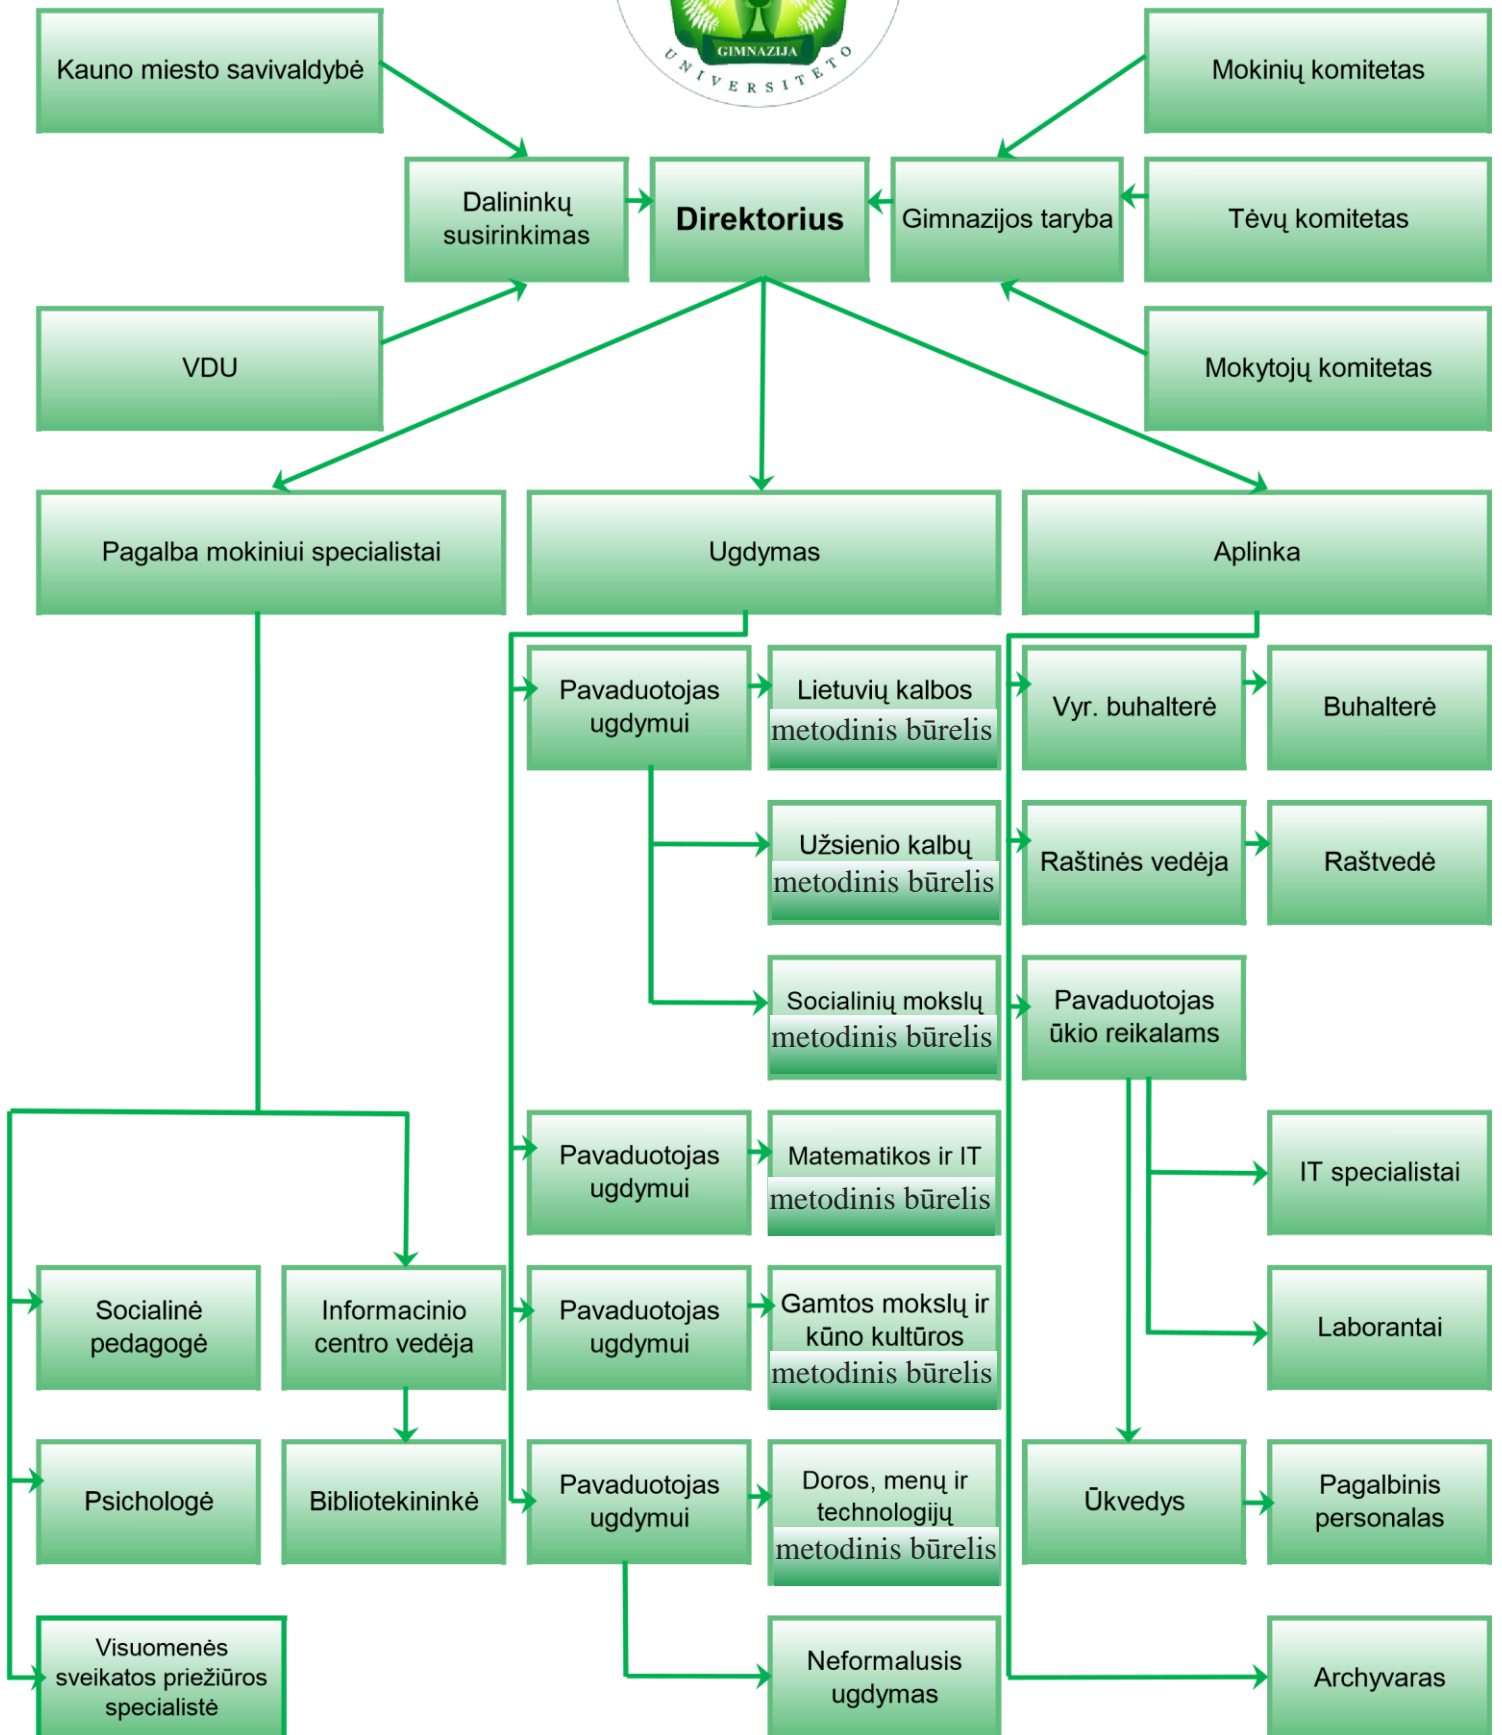 GIMNAZIJA
UNIVERSITETO
Kauno miesto savivaldybė
Mokinių komitetas
Dalininkų
susirinkimas
Direktorius
Gimnazijos taryba
Tėvų komitetas
VDU
Mokytojų komitetas
Pagalba mokiniui specialistai
Ugdymas
Aplinka
Pavaduotojas
ugdymui
Lietuvių kalbos
metodinis būrelis
Vyr. buhalterė
Buhalterė
Užsienio kalbų
metodinis būrelis
Raštinės vedėja
Raštvedė
Socialinių mokslų
metodinis būrelis
Pavaduotojas
ūkio reikalams
Pavaduotojas
ugdymui
Matematikos ir IT
metodinis būrelis
IT specialistai
Socialinė
pedagogė
Informacinio
centro vedėja
Pavaduotojas
ugdymui
Gamtos mokslų ir
kūno kultūros
metodinis būrelis
Laborantai
Psichologė
Bibliotekininkė
Pavaduotojas
ugdymui
Doros, menų ir
technologijų
metodinis būrelis
Ūkvedys
Pagalbinis
personalas
Visuomenės
sveikatos priežiūros
specialistė
Neformalusis
ugdymas
Archyvaras